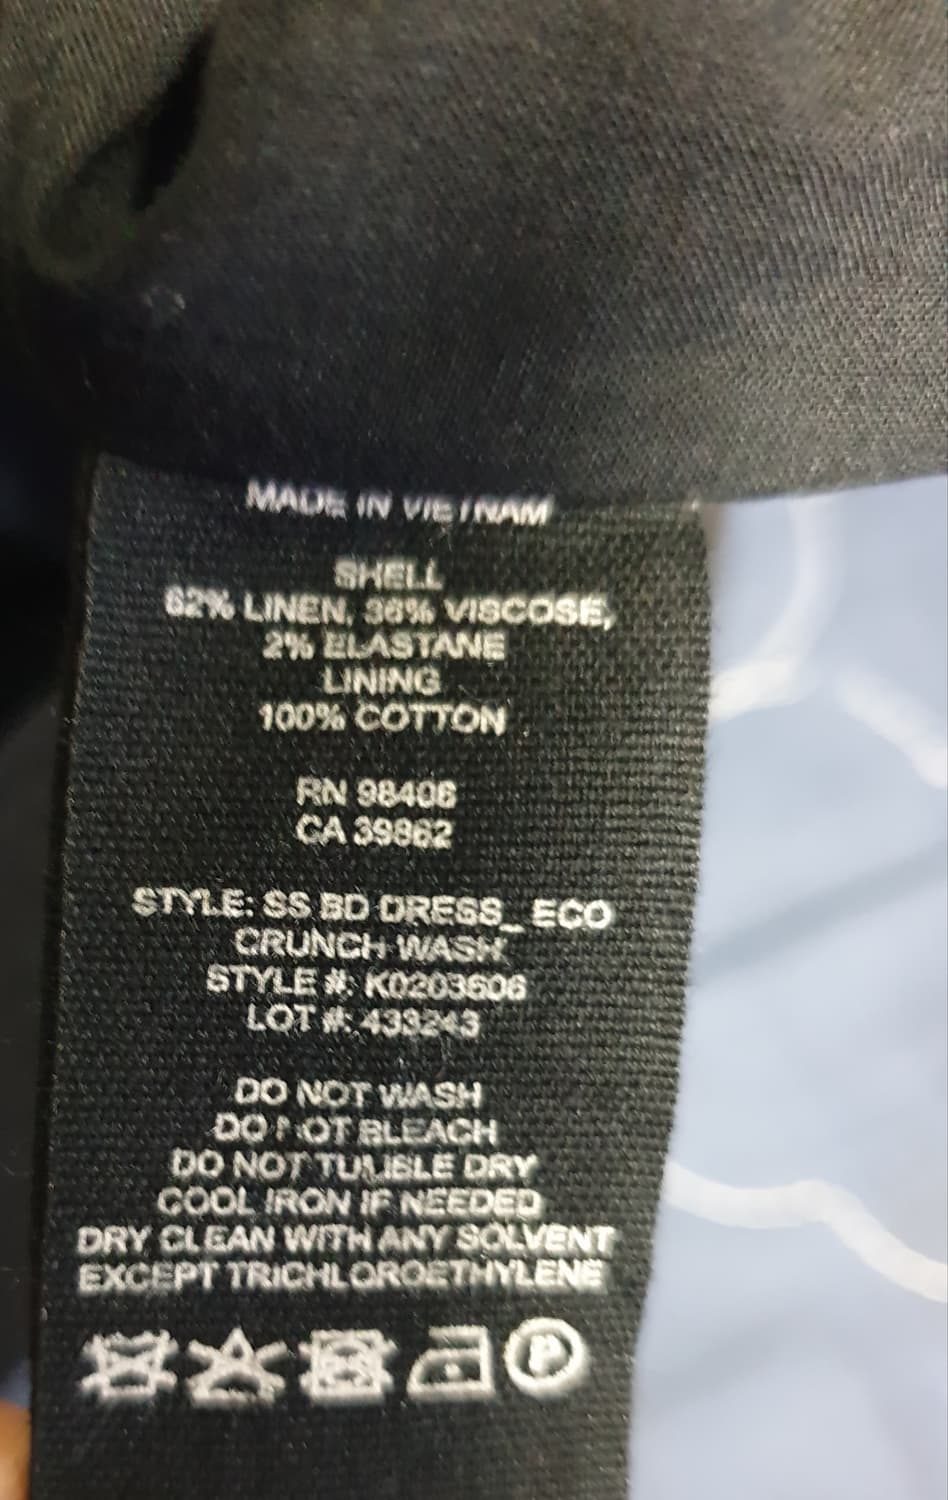 MADE IN VIETNAM
SHELL
62% LINEN, 36% VISCOSE,
2% ELASTANE
LINING
100% COTTON
RN 98406
CA 39862
STYLE: SS BD DRESS_ ECO
CRUNCH WASH
STYLE #: K0203606
LOT #: 433243
DO NOT WASH
DO NOT BLEACH
DO NOT TUMBLE DRY
COOL IRON IF NEEDED
DRY CLEAN WITH ANY SOLVENT
EXCEPT TRICHLOROETHYLENE
P